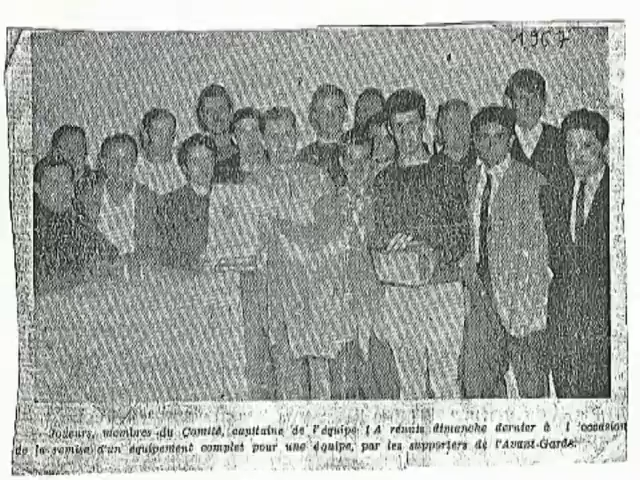 1967
Joueurs, membres du Comité, capitaine de l'équipe 1A réunis dimanche dernier à l'occasion
de la remise d'un équipement complet pour une équipe, par les supporters de l'Avant-Garde.